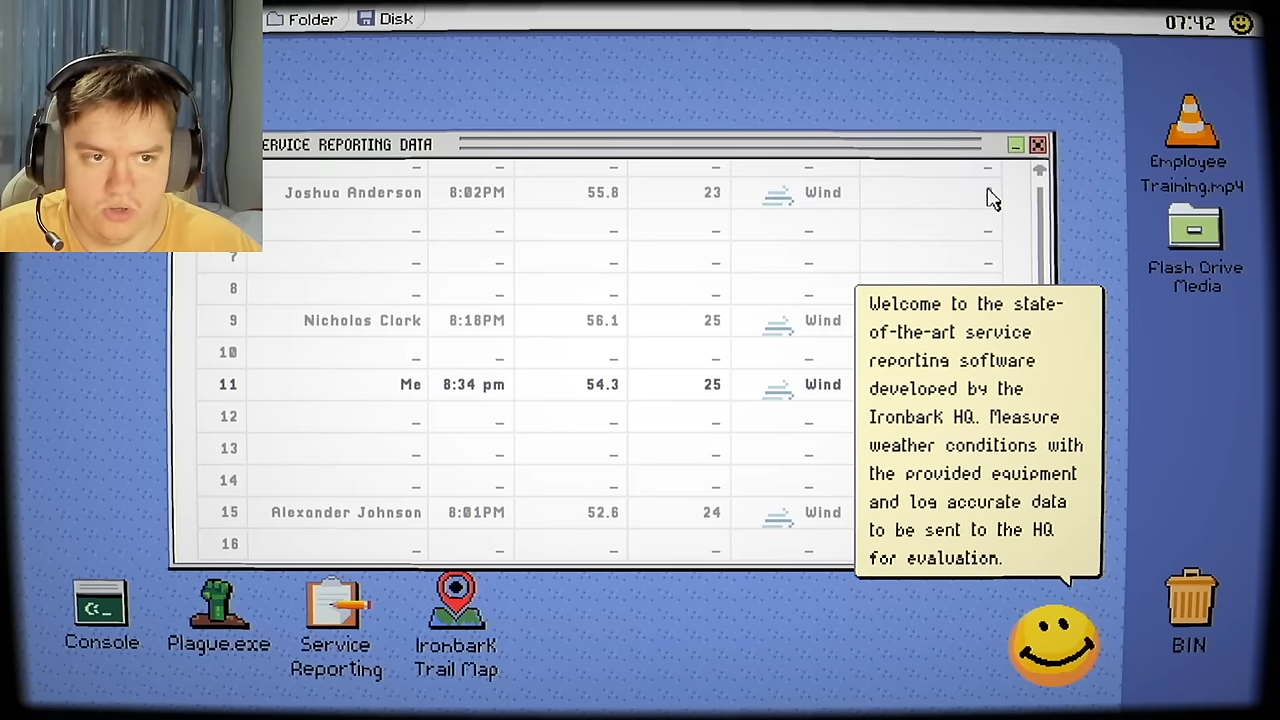 Folder Disk 07:42
ERVICE REPORTING DATA
– – – – – –
Joshua Anderson 8:02PM 55.8 23 Wind –
– – – – – –
7 – – – – – –
8 – – – – –
9 Nicholas Clark 8:18PM 56.1 25 Wind
10 – – – – –
11 Me 8:34 pm 54.3 25 Wind
12 – – – – –
13 – – – – –
14 – – – – –
15 Alexander Johnson 8:01PM 52.6 24 Wind
16 – – – – –
Welcome to the state-
of-the-art service
reporting software
developed by the
Ironbark HQ. Measure
weather conditions with
the provided equipment
and log accurate data
to be sent to the HQ
for evaluation.
Employee
Training.mp4
Flash Drive
Media
Console
Plague.exe
Service
Reporting
Ironbark
Trail Map
BIN